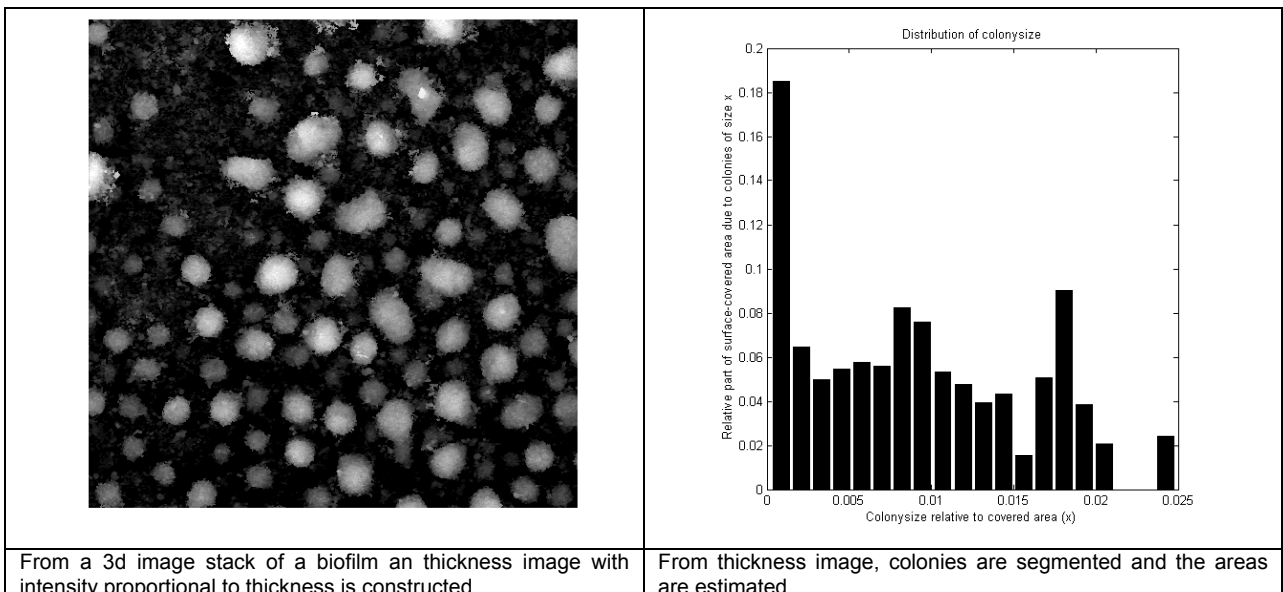 Distribution of colonysize
Relative part of surface-covered area due to colonies of size x
0.2
0.18
0.16
0.14
0.12
0.1
0.08
0.06
0.04
0.02
0
0 0.005 0.01 0.015 0.02 0.025
Colonysize relative to covered area (x)
From a 3d image stack of a biofilm an thickness image with
intensity proportional to thickness is constructed
From thickness image, colonies are segmented and the areas
are estimated